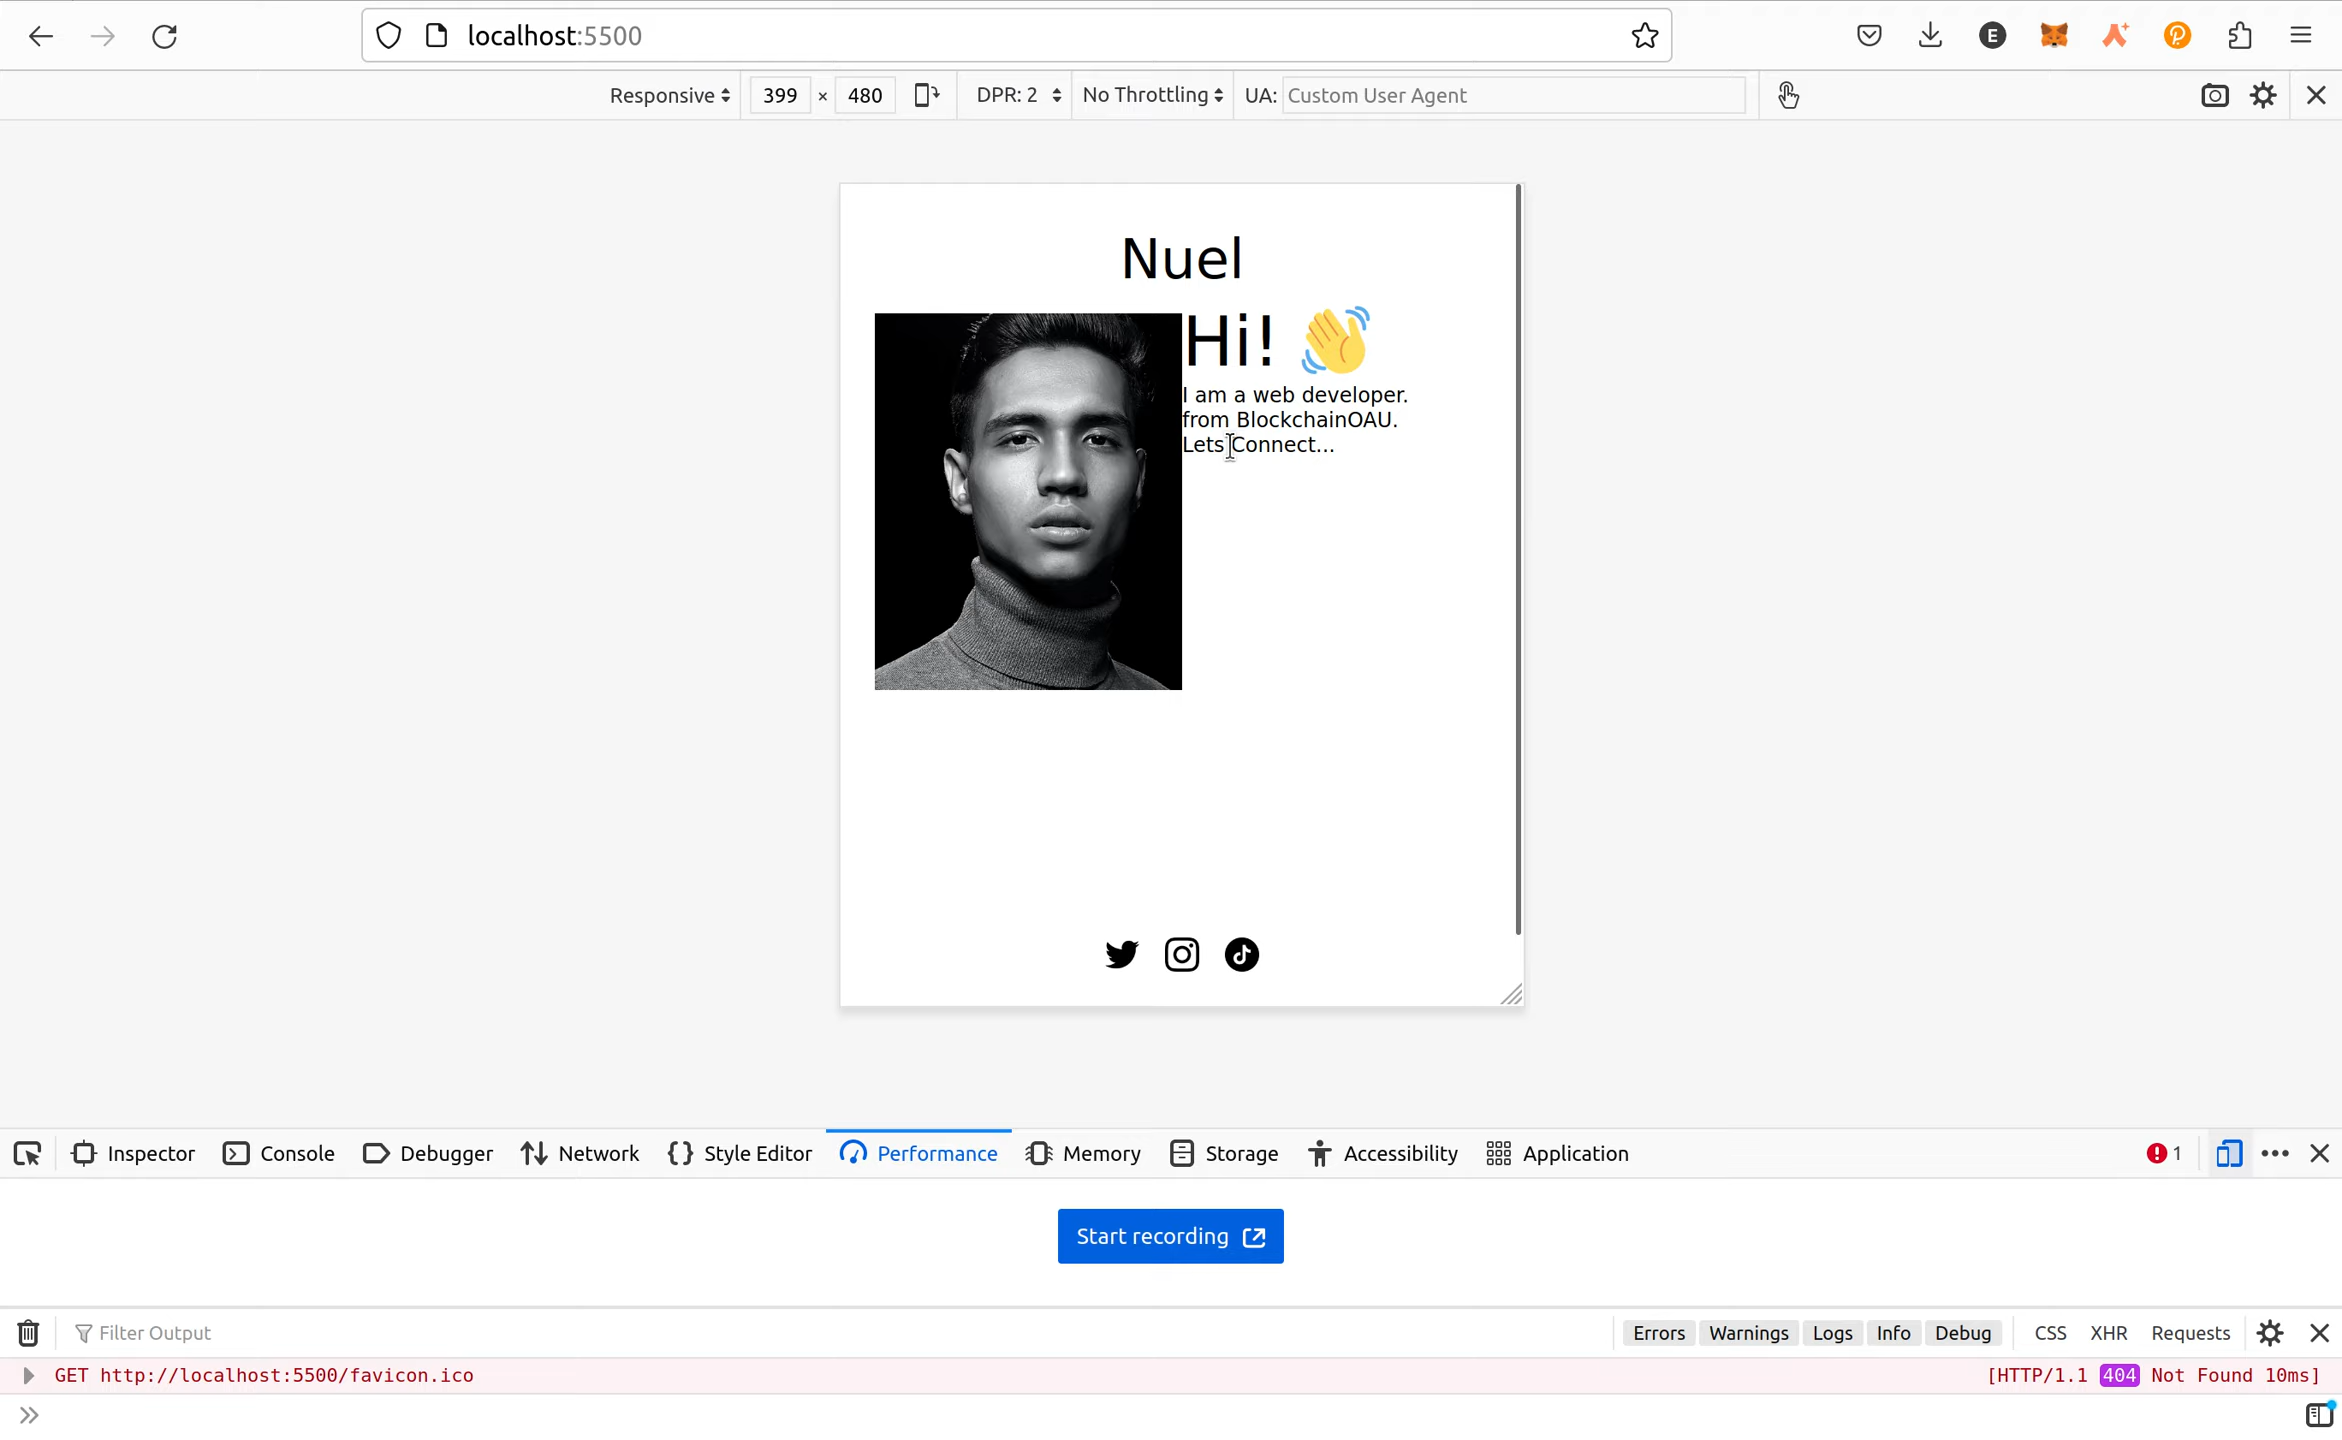 localhost:5500
Responsive 399 × 480 DPR: 2 No Throttling UA: Custom User Agent
Nuel
Hi! 👋
I am a web developer.
from BlockchainOAU.
Lets Connect...
Inspector Console Debugger Network Style Editor Performance Memory Storage Accessibility Application 1
Start recording
Filter Output Errors Warnings Logs Info Debug CSS XHR Requests
GET http://localhost:5500/favicon.ico [HTTP/1.1 404 Not Found 10ms]